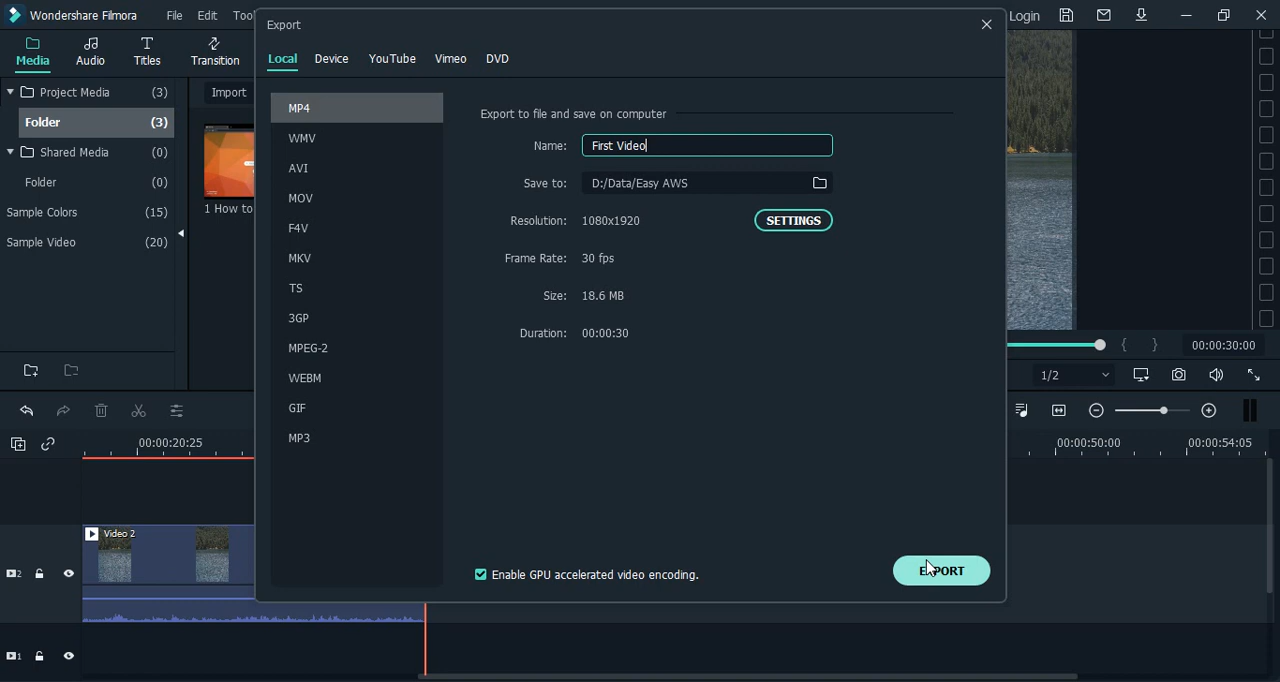 Wondershare Filmora
File Edit Tool
Export
Login
Media Audio Titles Transition
Local Device YouTube Vimeo DVD
Project Media (3)
Folder (3)
Shared Media (0)
Folder (0)
Sample Colors (15)
Sample Video (20)
Import
1 How to
MP4
WMV
AVI
MOV
F4V
MKV
TS
3GP
MPEG-2
WEBM
GIF
MP3
Export to file and save on computer
Name: First Video
Save to: D:/Data/Easy AWS
Resolution: 1080x1920 SETTINGS
Frame Rate: 30 fps
Size: 18.6 MB
Duration: 00:00:30
Enable GPU accelerated video encoding.
EXPORT
{ } 00:00:30:00
1/2
00:00:20:25 00:00:50:00 00:00:54:05
Video 2
2
1